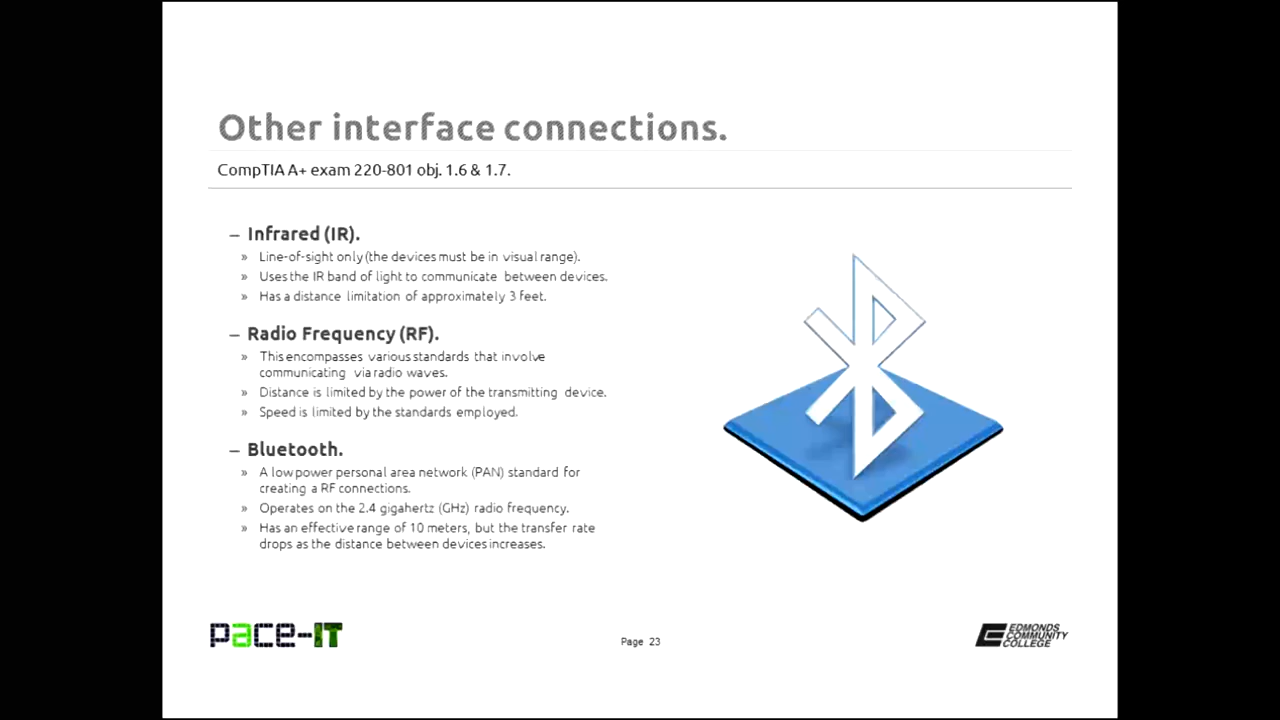 Other interface connections.
CompTIA A+ exam 220-801 obj. 1.6 & 1.7.
– Infrared (IR).
» Line-of-sight only (the devices must be in visual range).
» Uses the IR band of light to communicate between devices.
» Has a distance limitation of approximately 3 feet.
– Radio Frequency (RF).
» This encompasses various standards that involve
communicating via radio waves.
» Distance is limited by the power of the transmitting device.
» Speed is limited by the standards employed.
– Bluetooth.
» A low power personal area network (PAN) standard for
creating a RF connections.
» Operates on the 2.4 gigahertz (GHz) radio frequency.
» Has an effective range of 10 meters, but the transfer rate
drops as the distance between devices increases.
pace-IT
Page 23
EDMONDS
COMMUNITY
COLLEGE